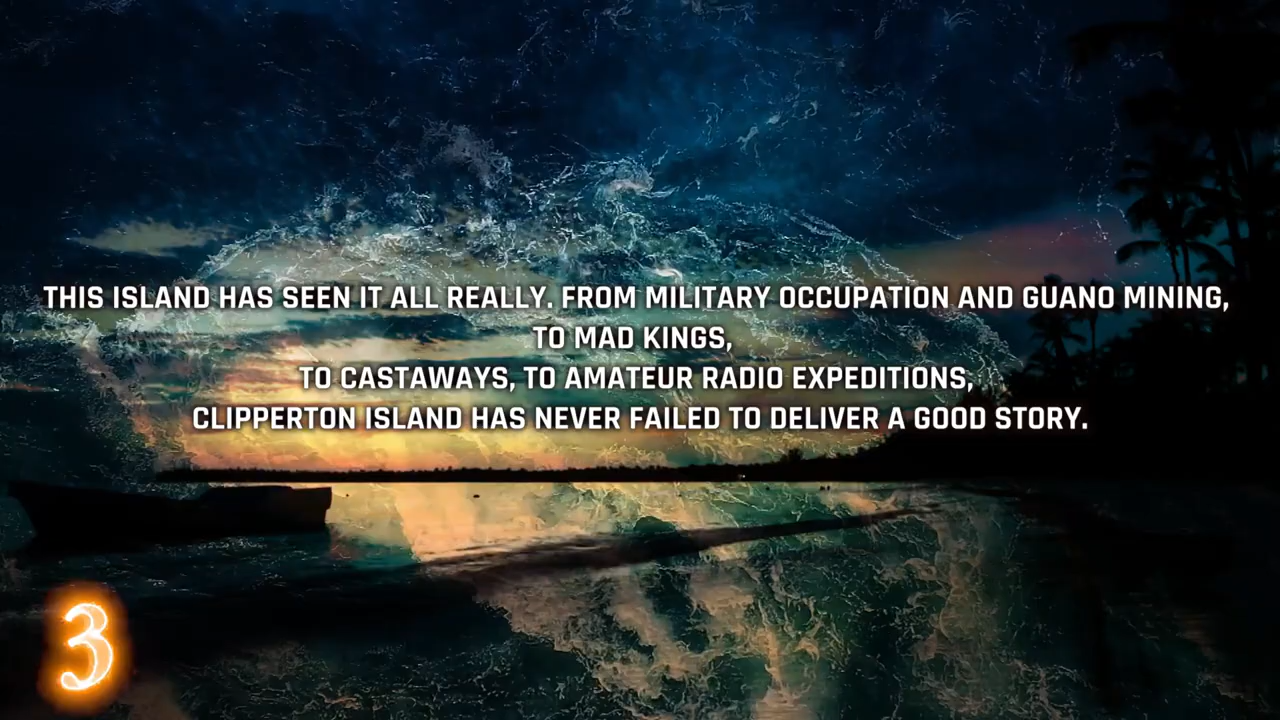 THIS ISLAND HAS SEEN IT ALL REALLY. FROM MILITARY OCCUPATION AND GUANO MINING,
TO MAD KINGS,
TO CASTAWAYS, TO AMATEUR RADIO EXPEDITIONS,
CLIPPERTON ISLAND HAS NEVER FAILED TO DELIVER A GOOD STORY.
3